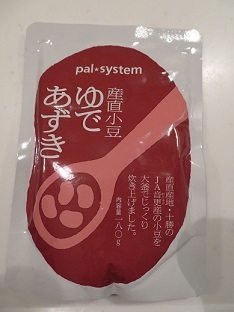 pal*system
産直小豆
ゆで
あずき
産直産地・十勝の
JA音更産の小豆を
大釜でじっくり
炊き上げました。
内容量一八〇g